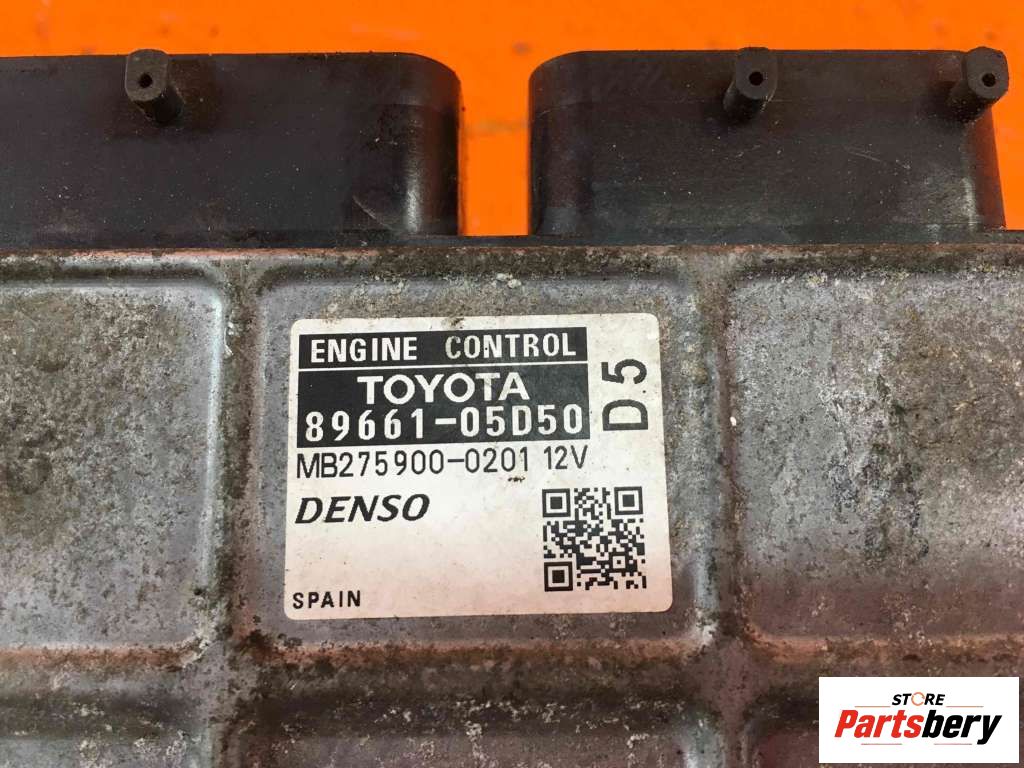 ENGINE CONTROL
TOYOTA
89661-05D50
D5
MB275900-0201 12V
DENSO
SPAIN
STORE
Partsbery